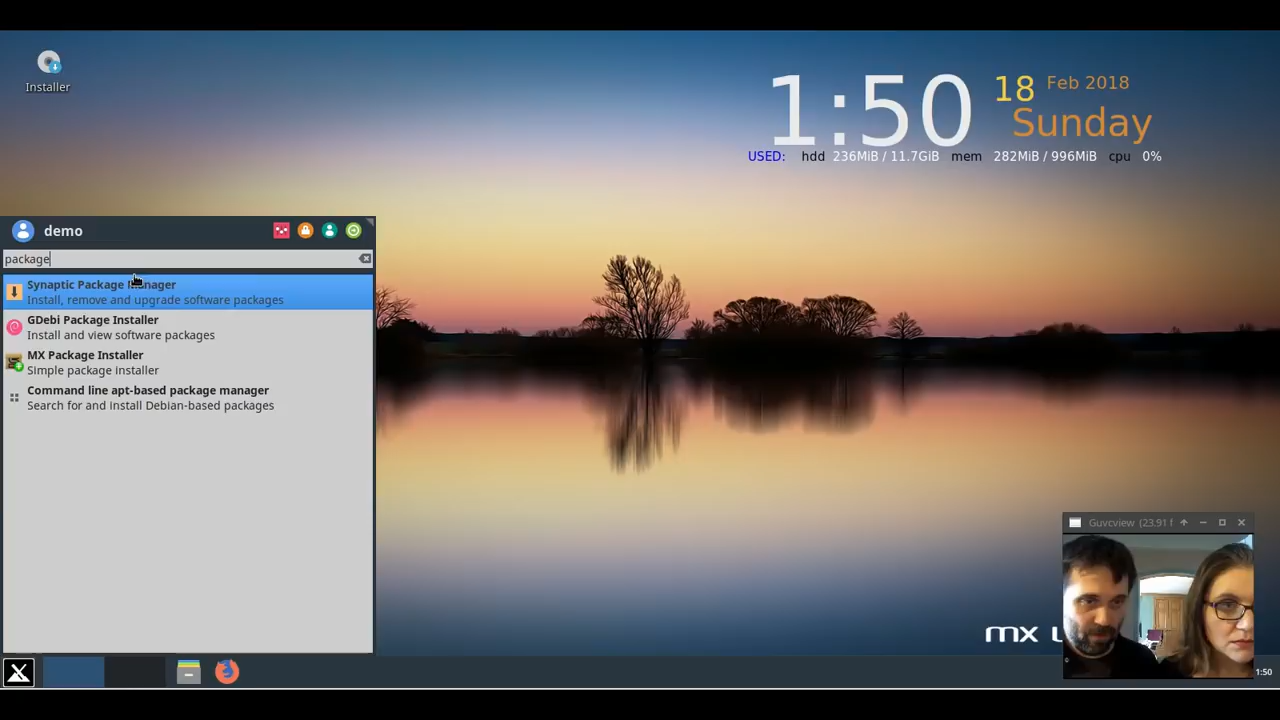 Installer
1:50
18 Feb 2018
Sunday
USED: hdd 236MiB / 11.7GiB mem 282MiB / 996MiB cpu 0%
demo
package
Synaptic Package Manager
Install, remove and upgrade software packages
GDebi Package Installer
Install and view software packages
MX Package Installer
Simple package installer
Command line apt-based package manager
Search for and install Debian-based packages
Guvcview (23.91 f
mx L
1:50